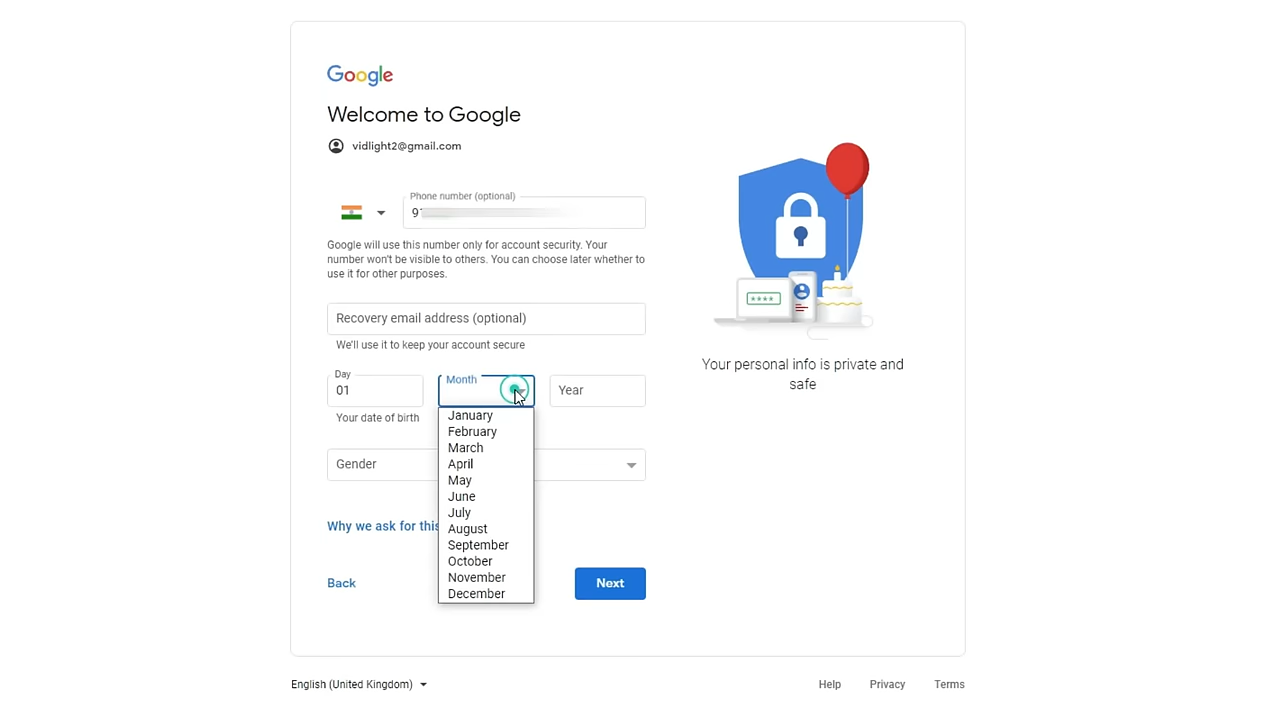 Google
Welcome to Google
vidlight2@gmail.com
Phone number (optional)
91
Google will use this number only for account security. Your
number won't be visible to others. You can choose later whether to
use it for other purposes.
Recovery email address (optional)
We'll use it to keep your account secure
Day
01
Month
Year
Your date of birth
January
February
March
April
May
June
July
August
September
October
November
December
Gender
Why we ask for this
Back
Next
****
Your personal info is private and
safe
English (United Kingdom)
Help Privacy Terms